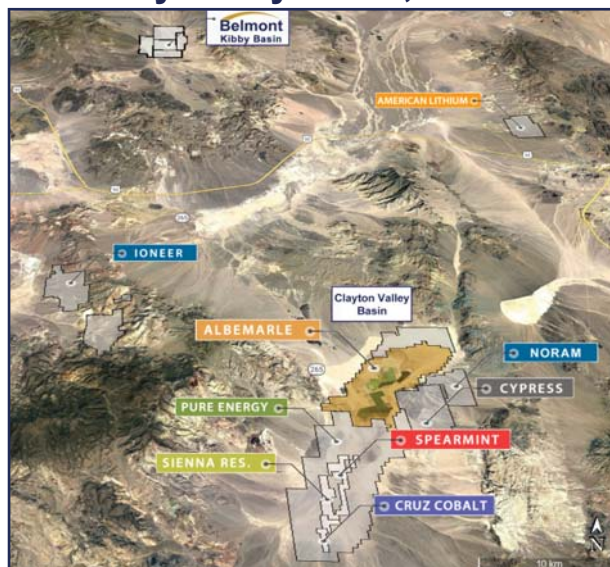 Belmont
Kibby Basin
AMERICAN LITHIUM
265
IONEER
Clayton Valley
Basin
ALBEMARLE
NORAM
265
CYPRESS
PURE ENERGY
SPEARMINT
SIENNA RES.
CRUZ COBALT
N
10 km